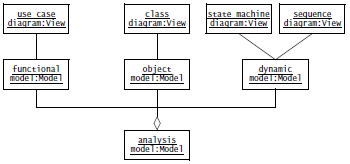 use case
diagram:View
class
diagram:View
state machine
diagram:View
sequence
diagram:View
functional
model:Model
object
model:Model
dynamic
model:Model
analysis
model:Model